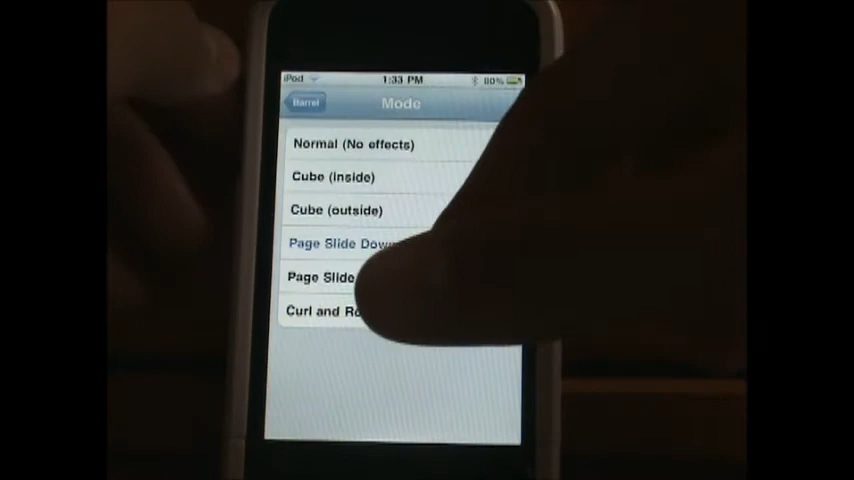 iPod 1:33 PM 80%
Barrel Mode
Normal (No effects)
Cube (inside)
Cube (outside)
Page Slide Down
Page Slide
Curl and